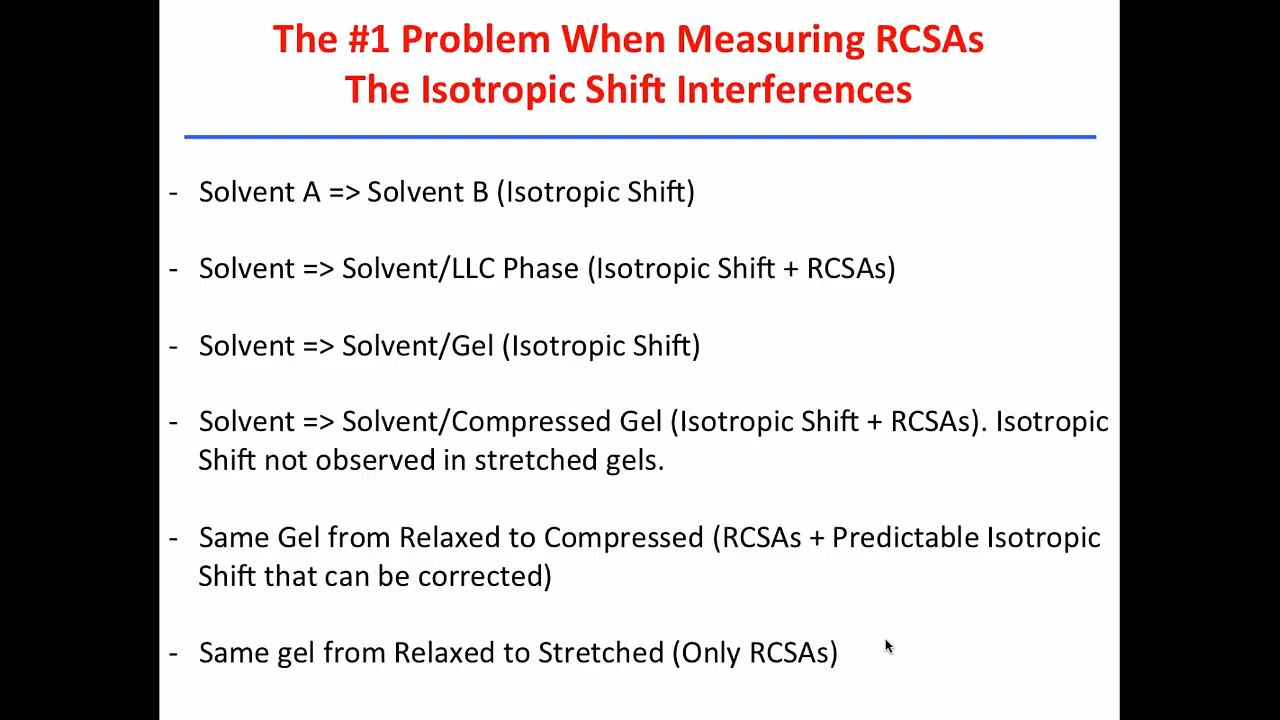 The #1 Problem When Measuring RCSAs
The Isotropic Shift Interferences
- Solvent A => Solvent B (Isotropic Shift)
- Solvent => Solvent/LLC Phase (Isotropic Shift + RCSAs)
- Solvent => Solvent/Gel (Isotropic Shift)
- Solvent => Solvent/Compressed Gel (Isotropic Shift + RCSAs). Isotropic
Shift not observed in stretched gels.
- Same Gel from Relaxed to Compressed (RCSAs + Predictable Isotropic
Shift that can be corrected)
- Same gel from Relaxed to Stretched (Only RCSAs)